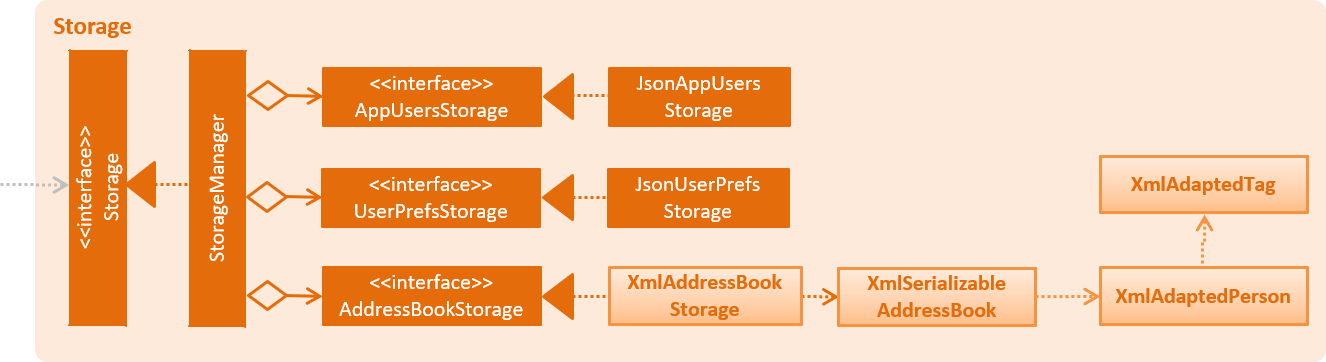 Storage
<<interface>>
Storage
StorageManager
<<interface>>
AppUsersStorage
JsonAppUsers
Storage
<<interface>>
UserPrefsStorage
JsonUserPrefs
Storage
<<interface>>
AddressBookStorage
XmlAddressBook
Storage
XmlSerializable
AddressBook
XmlAdaptedTag
XmlAdaptedPerson